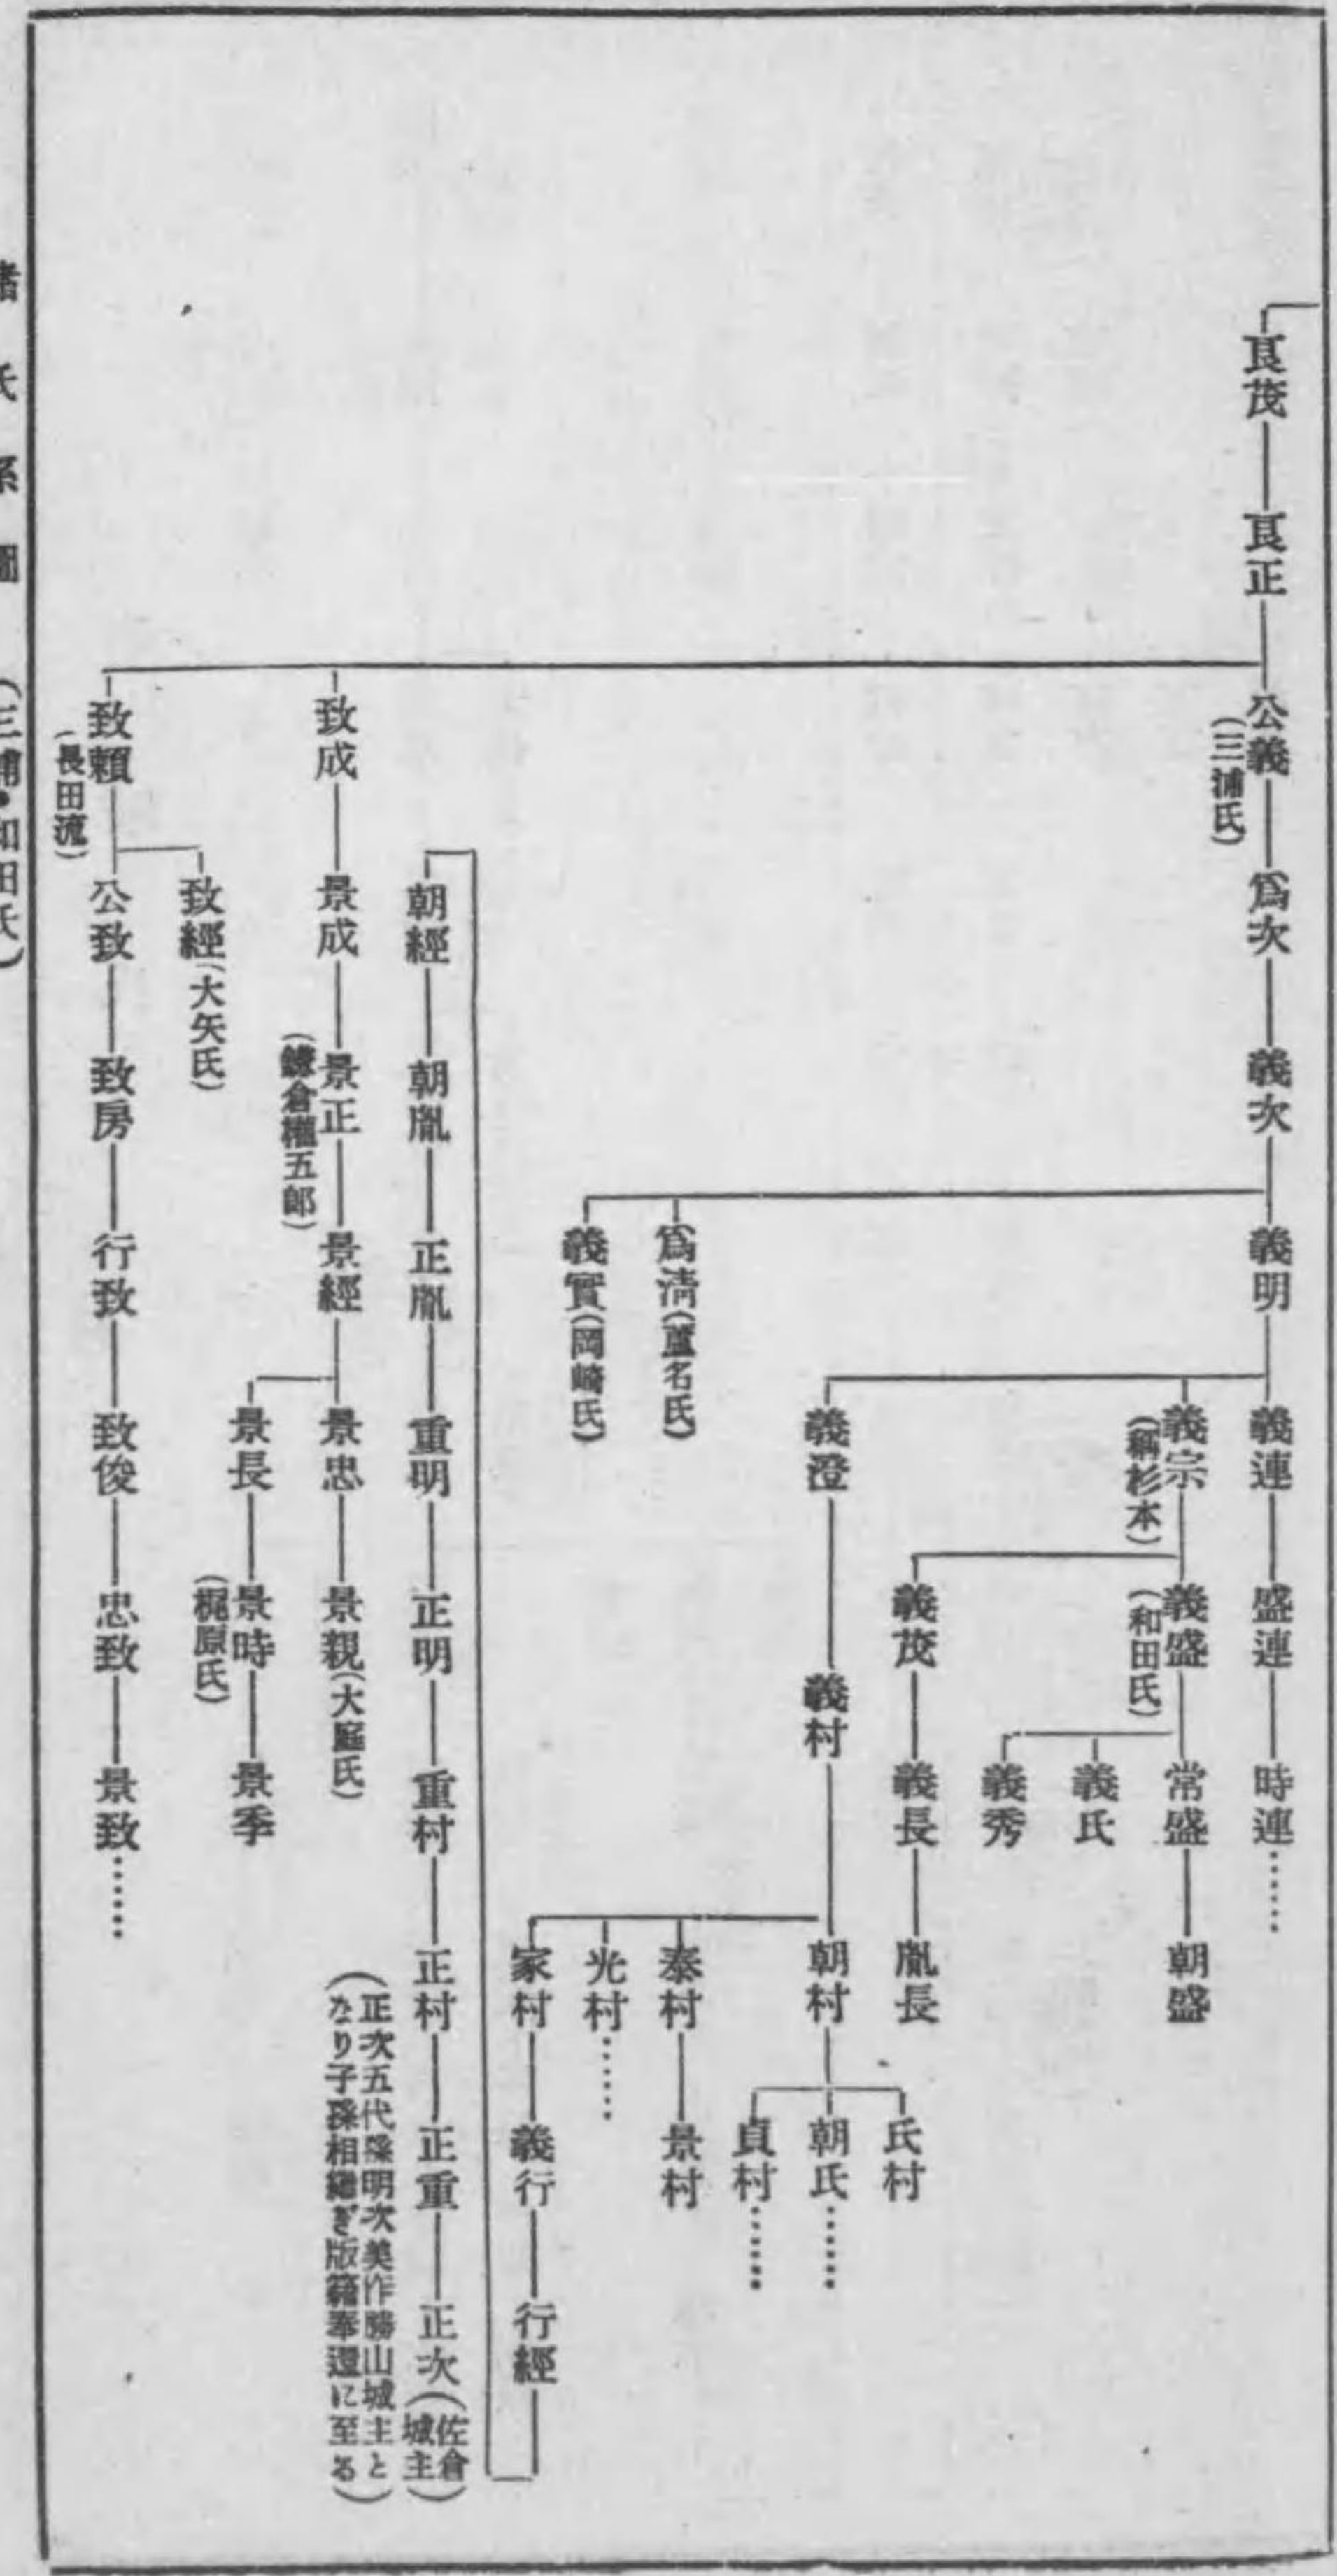 良茂―良正―公義―爲次―義次―義明―義連―盛連―時連……
(三浦氏)
義宗―義盛―常盛―朝盛
(稱杉本)
(和田氏)
義氏
義秀
義茂―義長―胤長
義澄―義村―朝村―朝氏……
氏村
貞村……
泰村―景村
光村……
家村―義行―行經
爲淸(蘆名氏)
義實(岡崎氏)
朝經―朝胤―正胤―重明―正明―重村―正村―正重―正次(佐倉城主)
(正次五代孫明次美作勝山城主と
なり子孫相繼ぎ版籍奉還に至る)
致成―景成―景正―景經―景忠―景親(大庭氏)
(鎌倉權五郎)
景長―景時―景季
(梶原氏)
致經(大矢氏)
致賴―公致―致房―行致―致俊―忠致―景致……
(長田流)
諸氏系圖 (三浦・和田氏)